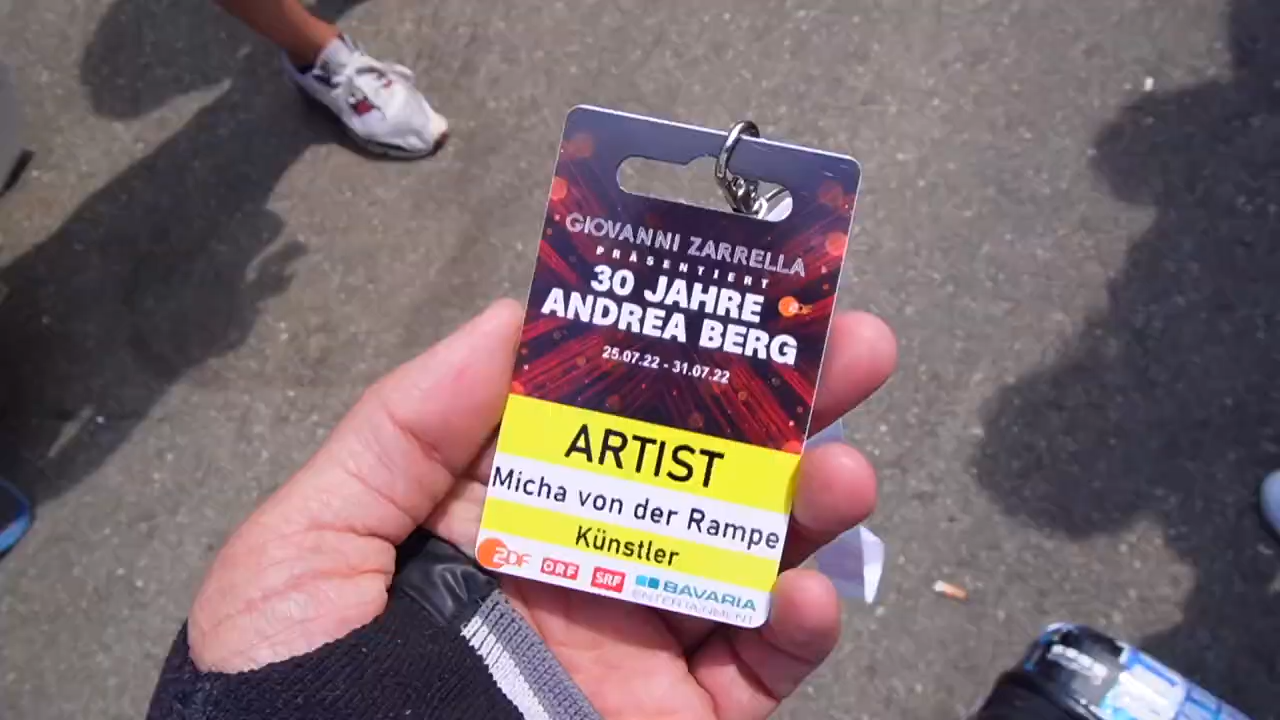 GIOVANNI ZARRELLA
PRÄSENTIERT
30 JAHRE
ANDREA BERG
ZDF
25.07.22 - 31.07.22
ARTIST
Micha von der Rampe
Künstler
ZDF ORF SRF BAVARIA
ENTERTAINMENT